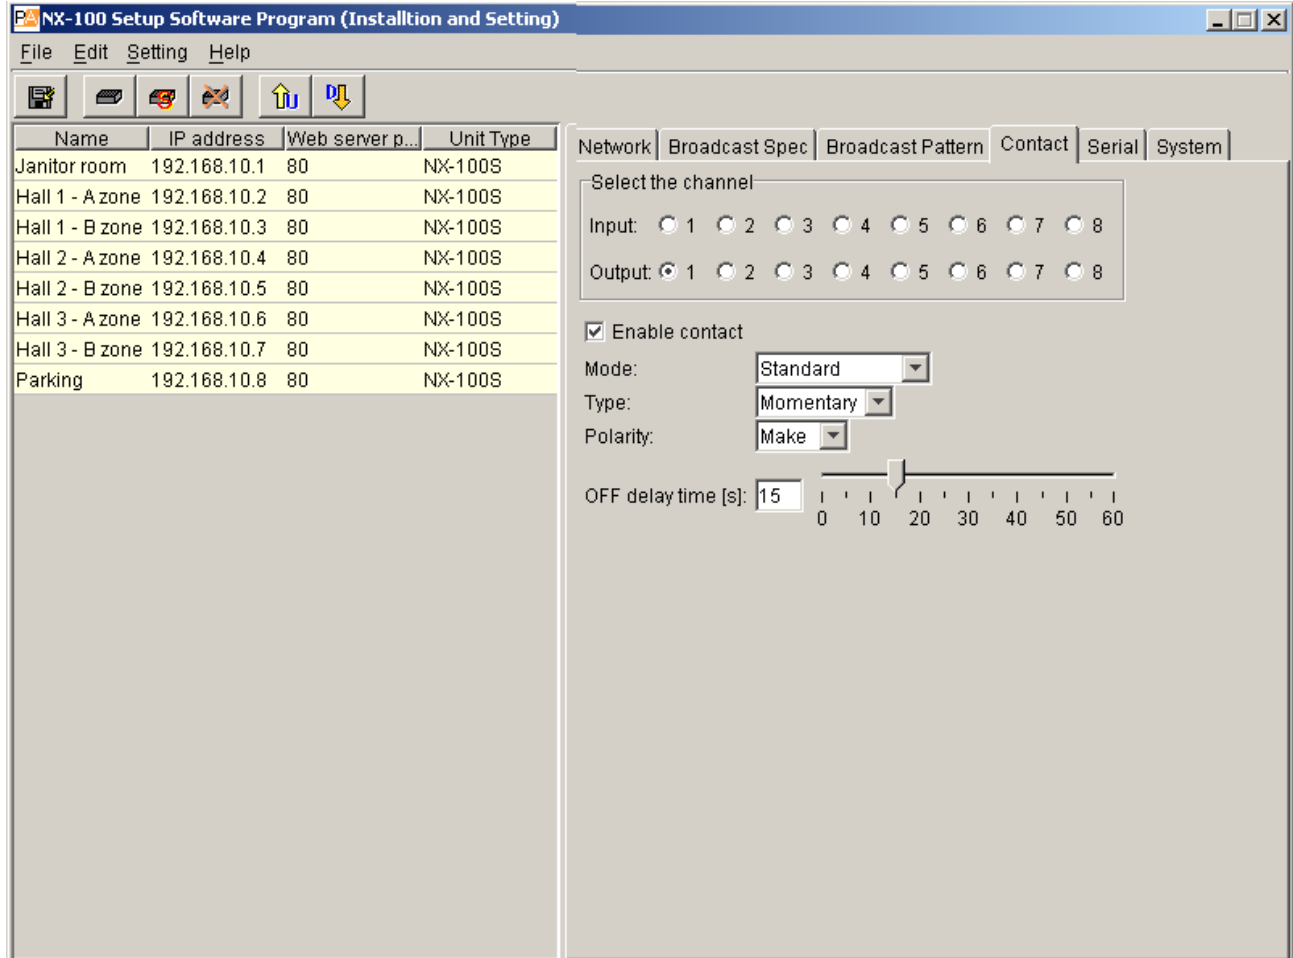 PA NX-100 Setup Software Program (Installtion and Setting)
File Edit Setting Help
U D
Name IP address Web server p... Unit Type
Janitor room 192.168.10.1 80 NX-100S
Hall 1 - A zone 192.168.10.2 80 NX-100S
Hall 1 - B zone 192.168.10.3 80 NX-100S
Hall 2 - A zone 192.168.10.4 80 NX-100S
Hall 2 - B zone 192.168.10.5 80 NX-100S
Hall 3 - A zone 192.168.10.6 80 NX-100S
Hall 3 - B zone 192.168.10.7 80 NX-100S
Parking 192.168.10.8 80 NX-100S
Network Broadcast Spec Broadcast Pattern Contact Serial System
Select the channel
Input: 1 2 3 4 5 6 7 8
Output: 1 2 3 4 5 6 7 8
Enable contact
Mode: Standard
Type: Momentary
Polarity: Make
OFF delay time [s]: 15
0 10 20 30 40 50 60